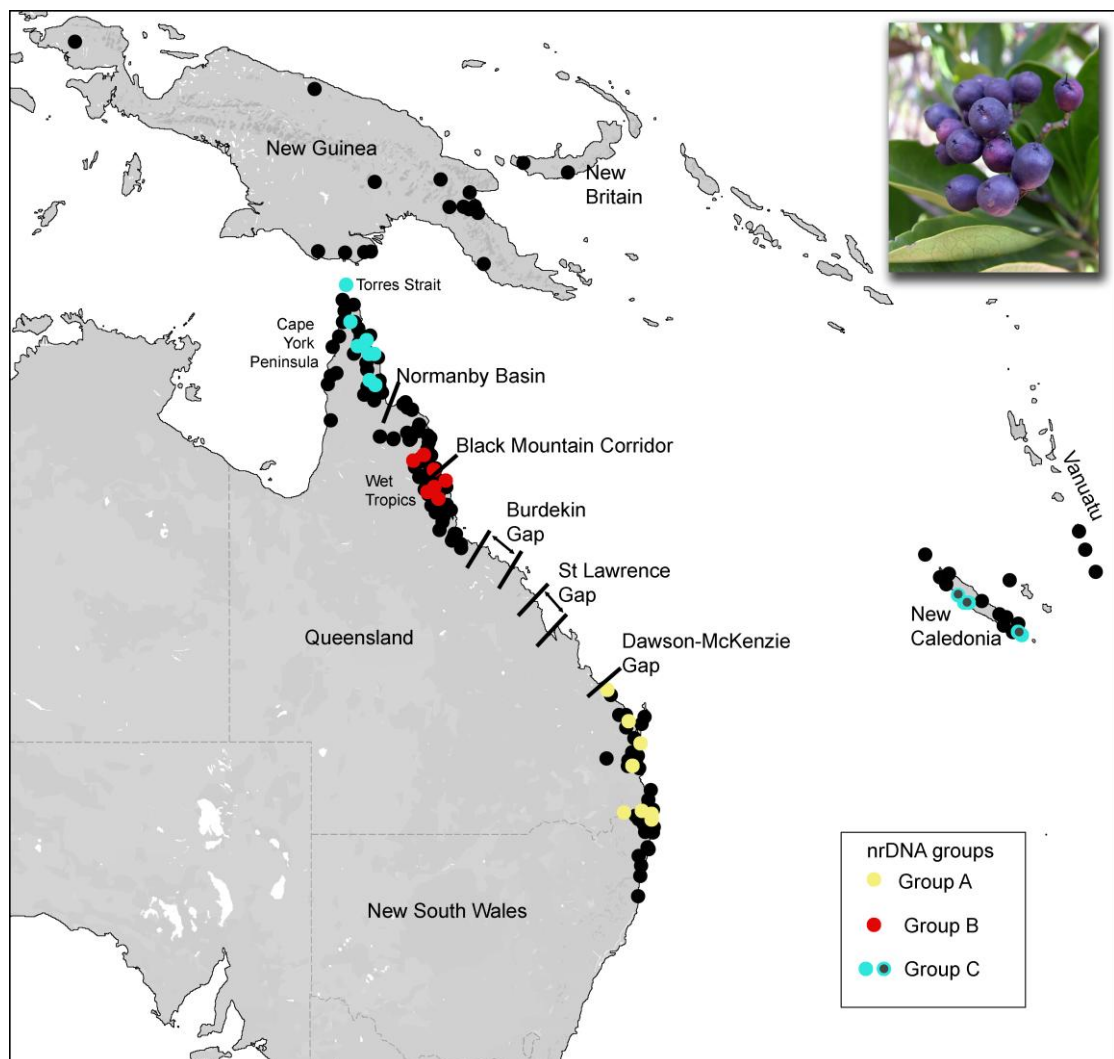 New Guinea
New
Britain
Torres Strait
Cape
York
Peninsula
Normanby Basin
Black Mountain Corridor
Wet
Tropics
Burdekin
Gap
St Lawrence
Gap
Vanuatu
Queensland
New
Caledonia
Dawson-McKenzie
Gap
New South Wales
nrDNA groups
Group A
Group B
Group C